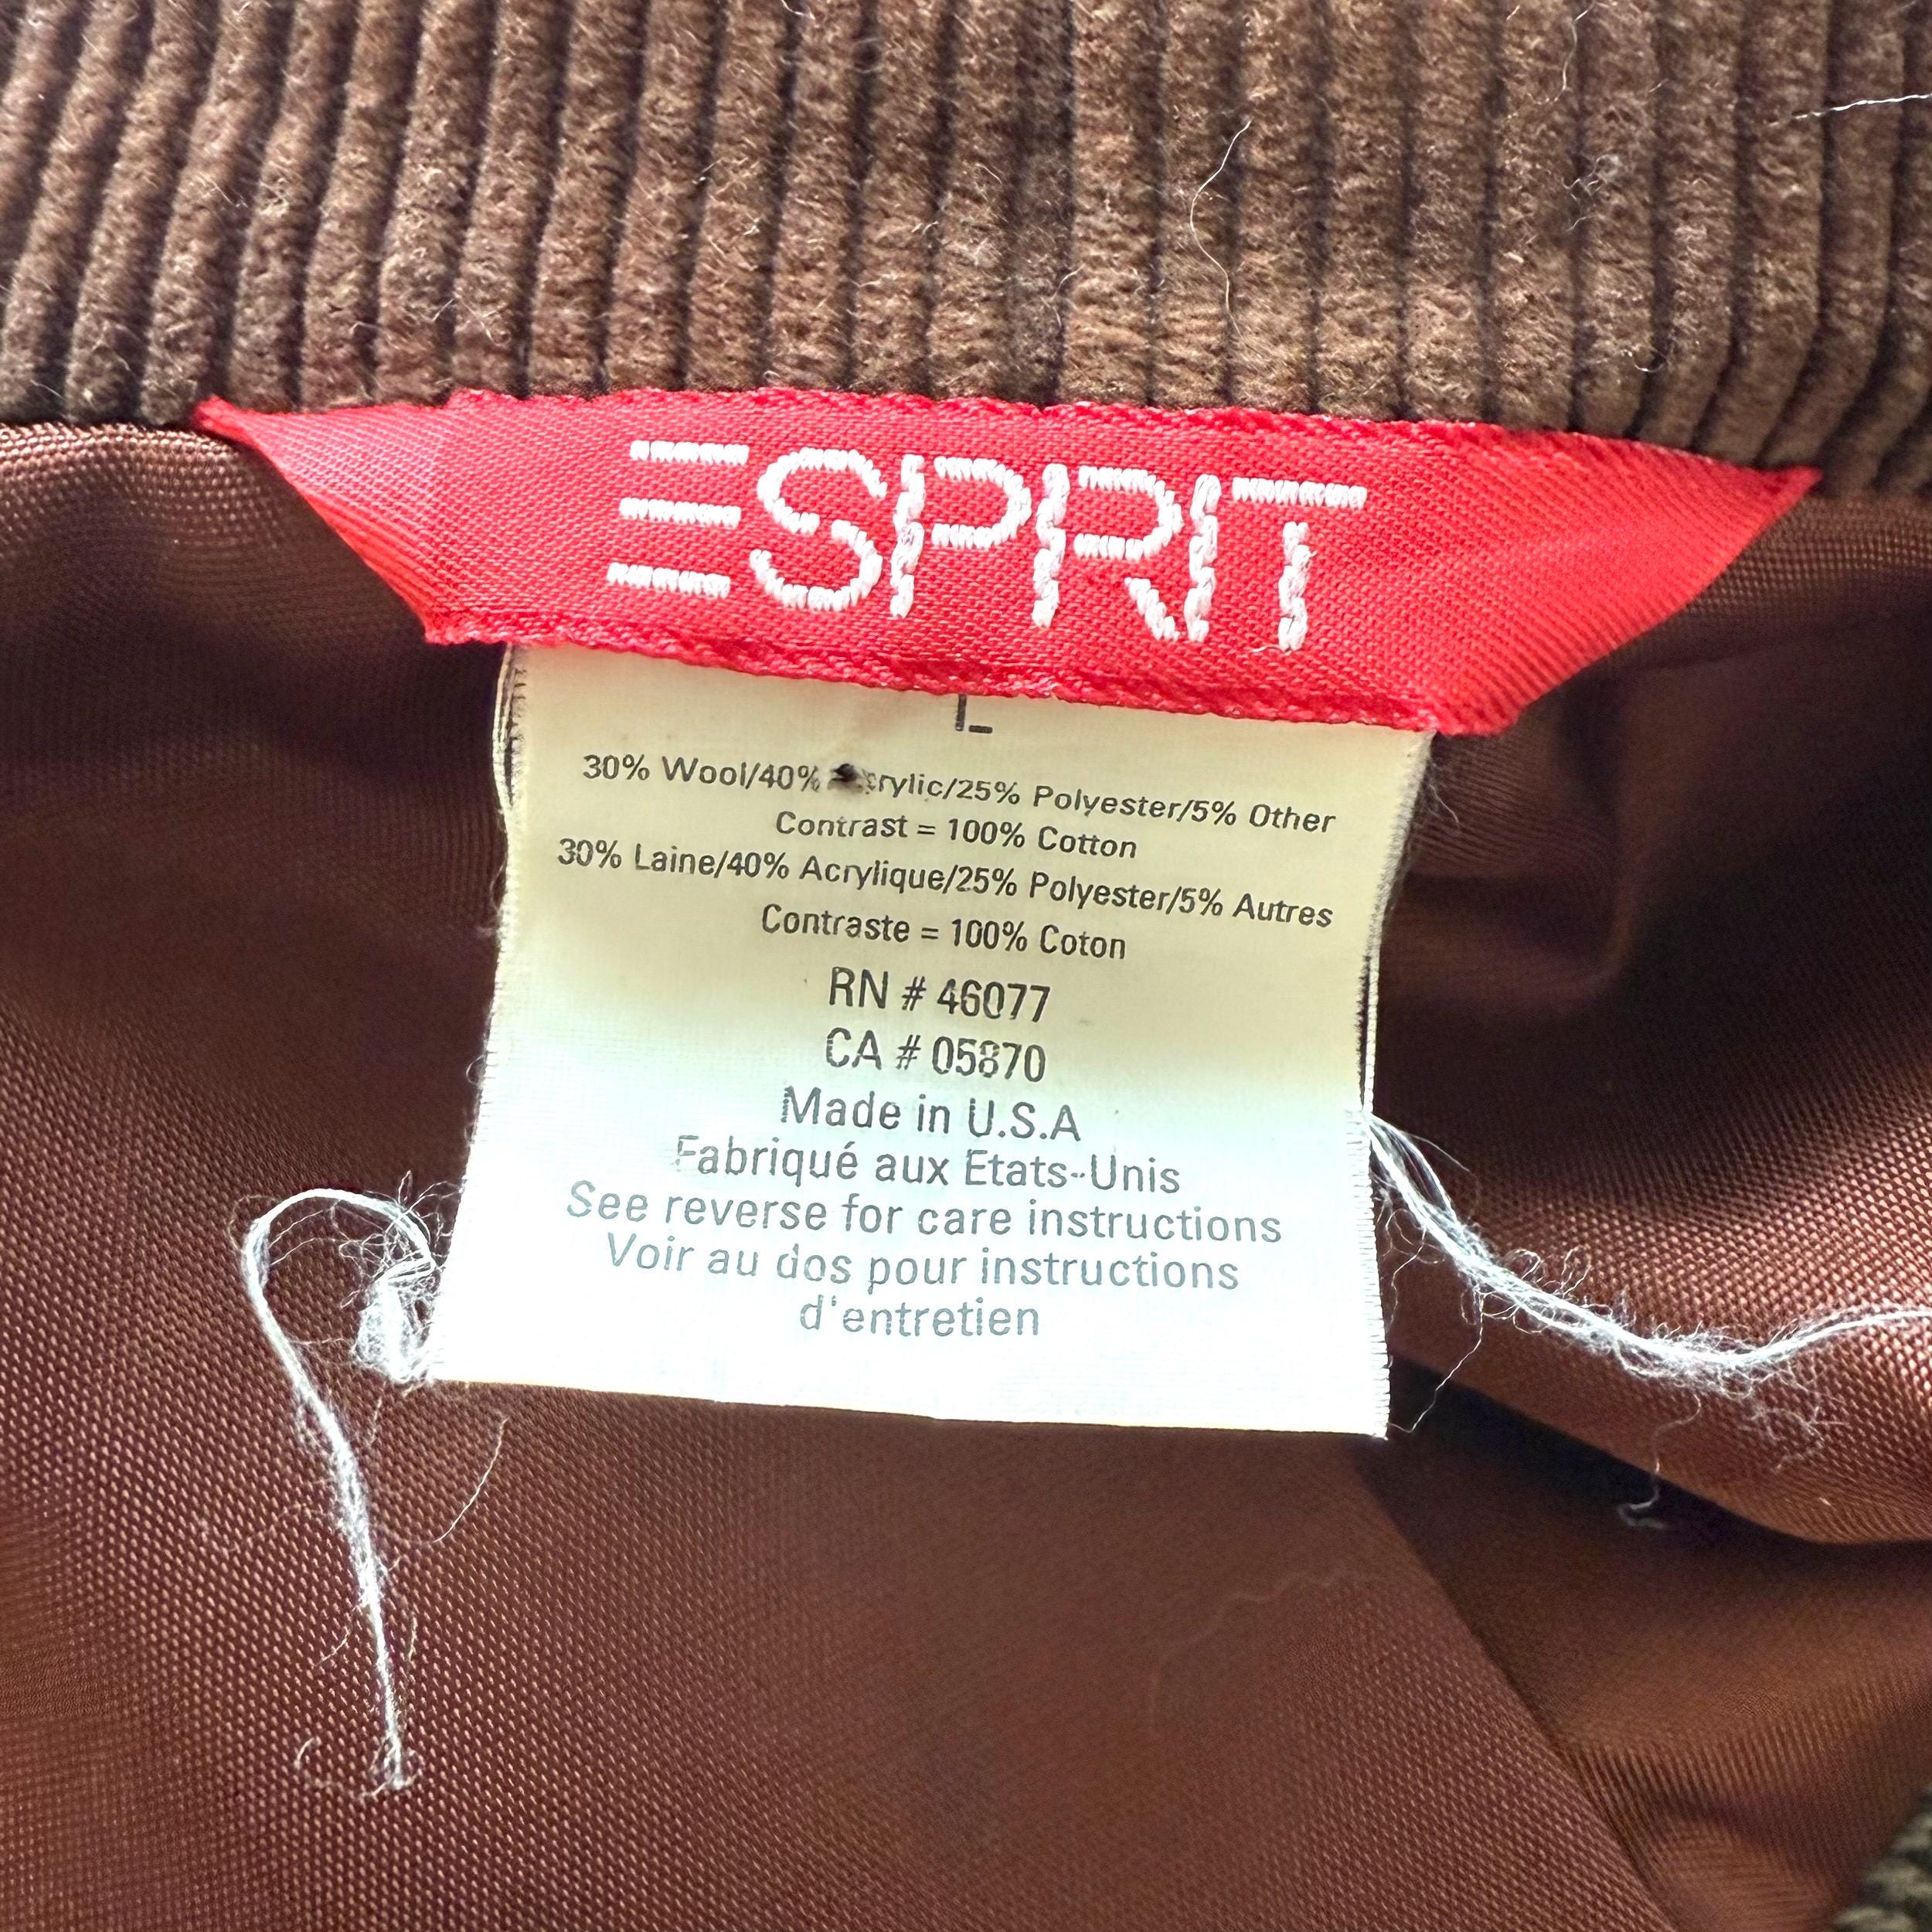 ESPRIT
L
30% Wool/40% Acrylic/25% Polyester/5% Other
Contrast = 100% Cotton
30% Laine/40% Acrylique/25% Polyester/5% Autres
Contraste = 100% Coton
RN # 46077
CA # 05870
Made in U.S.A
Fabriqué aux Etats-Unis
See reverse for care instructions
Voir au dos pour instructions
d'entretien